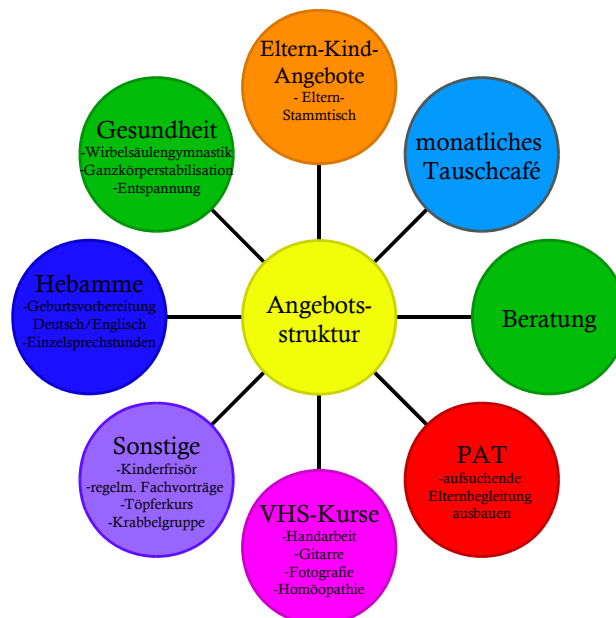 Eltern-Kind-
Angebote
- Eltern-
Stammtisch
monatliches
Tauschcafé
Beratung
PAT
-aufsuchende
Elternbegleitung
ausbauen
VHS-Kurse
-Handarbeit
-Gitarre
-Fotografie
-Homöopathie
Sonstige
-Kinderfrisör
-regelm. Fachvorträge
-Töpferkurs
-Krabbelgruppe
Hebamme
-Geburtsvorbereitung
Deutsch/Englisch
-Einzelsprechstunden
Gesundheit
-Wirbelsäulengymnastik
-Ganzkörperstabilisation
-Entspannung
Angebots-
struktur